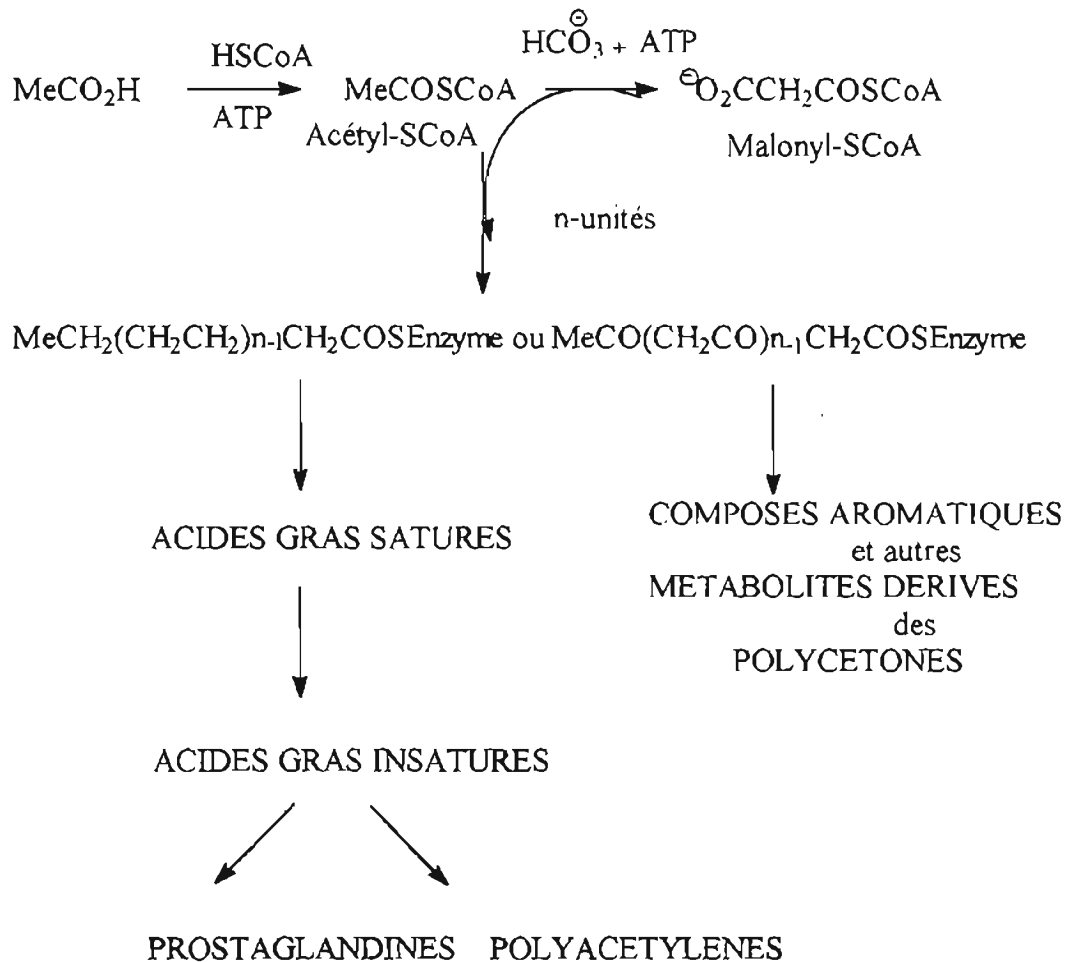 HCO₃⊖ + ATP
HSCoA
MeCO₂H MeCOSCoA ⊖O₂CCH₂COSCoA
ATP
Acétyl-SCoA Malonyl-SCoA
n-unités
MeCH₂(CH₂CH₂)n-₁CH₂COSEnzyme ou MeCO(CH₂CO)n-₁CH₂COSEnzyme
COMPOSES AROMATIQUES
ACIDES GRAS SATURES
et autres
METABOLITES DERIVES
des
POLYCETONES
ACIDES GRAS INSATURES
PROSTAGLANDINES POLYACETYLENES